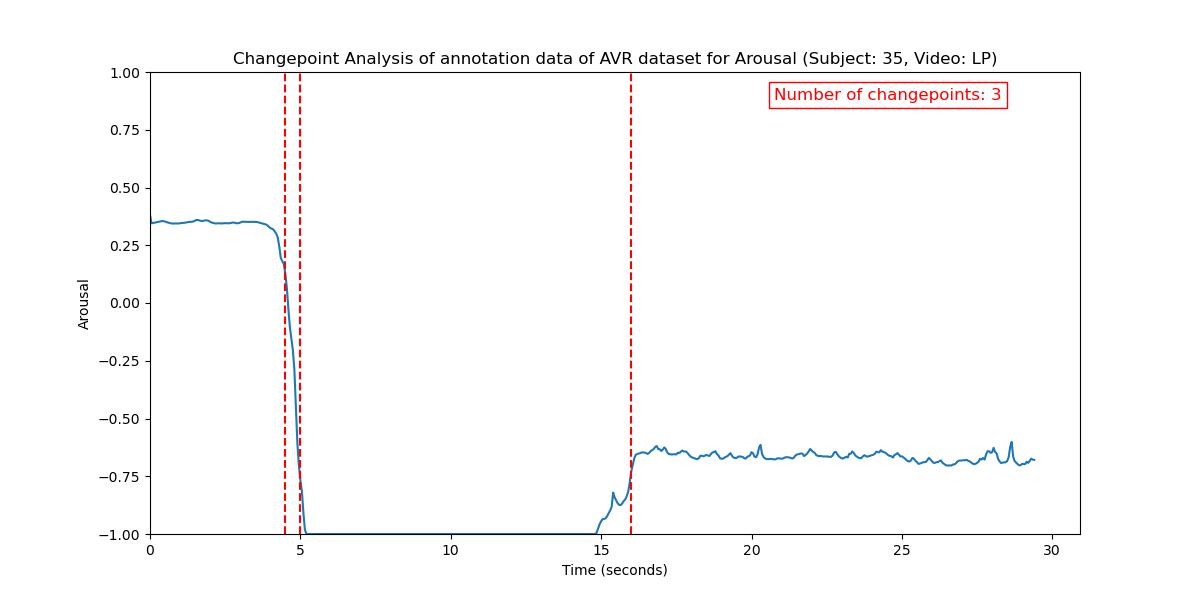 Changepoint Analysis of annotation data of AVR dataset for Arousal (Subject: 35, Video: LP)
Number of changepoints: 3
1.00
0.75
0.50
0.25
0.00
−0.25
−0.50
−0.75
−1.00
Arousal
0 5 10 15 20 25 30
Time (seconds)